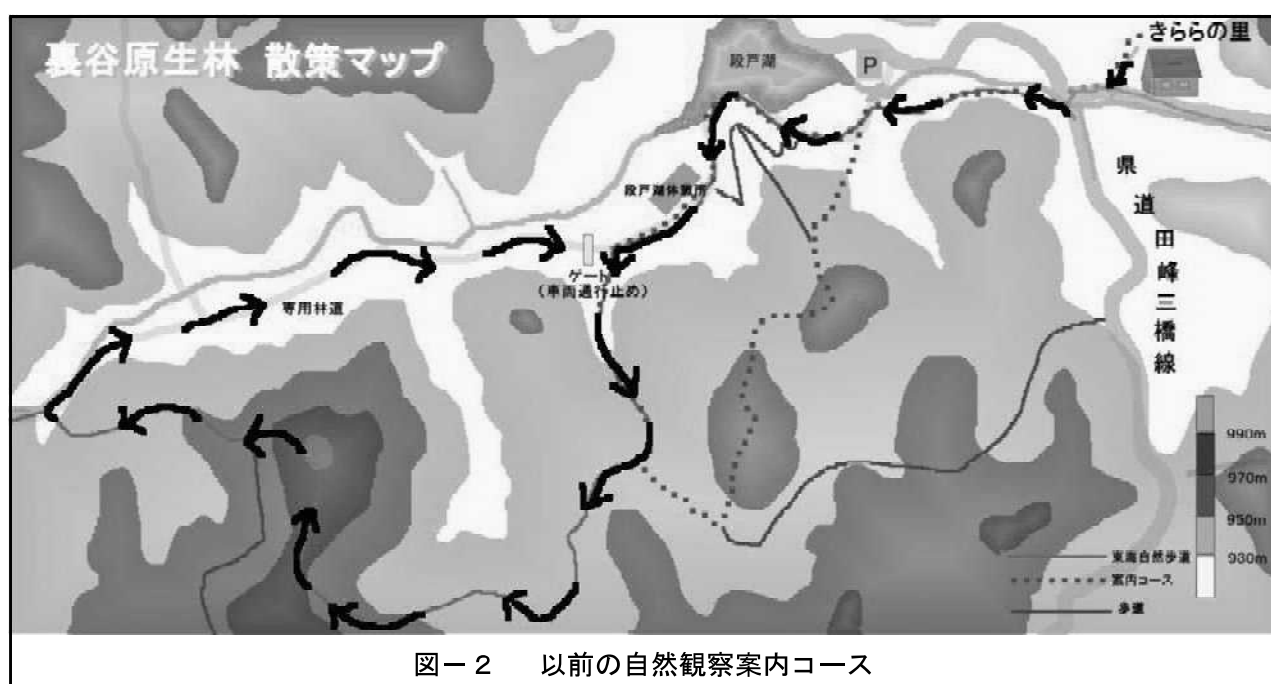 裏谷原生林 散策マップ
きららの里
段戸湖
P
県道田峰三橋線
段戸湖休憩所
ゲート
(車両通行止め)
専用林道
990m
970m
950m
930m
東海自然歩道
案内コース
歩道
図－2 以前の自然観察案内コース